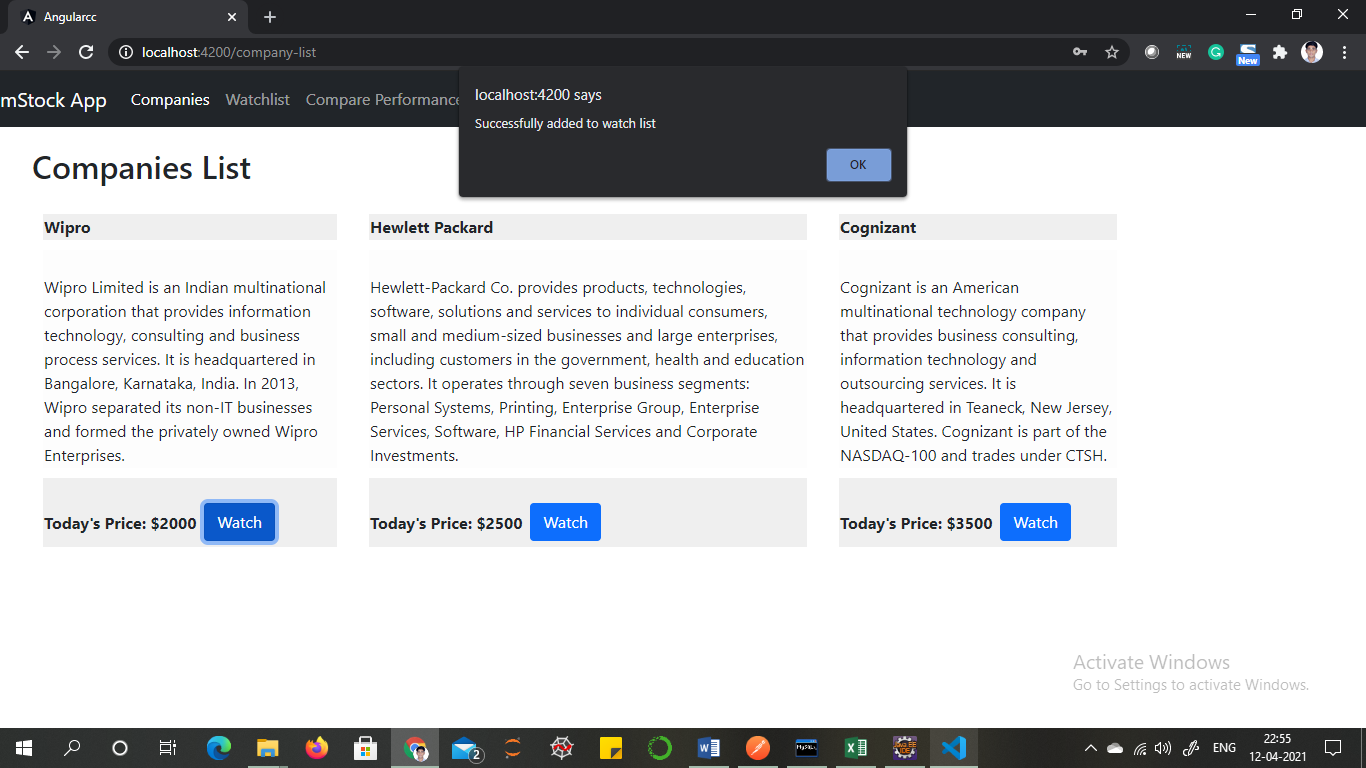 Angularcc
localhost:4200/company-list
NEW
New
mStock App Companies Watchlist Compare Performance
localhost:4200 says
Successfully added to watch list
OK
Companies List
Wipro
Wipro Limited is an Indian multinational
corporation that provides information
technology, consulting and business
process services. It is headquartered in
Bangalore, Karnataka, India. In 2013,
Wipro separated its non-IT businesses
and formed the privately owned Wipro
Enterprises.
Today's Price: $2000 Watch
Hewlett Packard
Hewlett-Packard Co. provides products, technologies,
software, solutions and services to individual consumers,
small and medium-sized businesses and large enterprises,
including customers in the government, health and education
sectors. It operates through seven business segments:
Personal Systems, Printing, Enterprise Group, Enterprise
Services, Software, HP Financial Services and Corporate
Investments.
Today's Price: $2500 Watch
Cognizant
Cognizant is an American
multinational technology company
that provides business consulting,
information technology and
outsourcing services. It is
headquartered in Teaneck, New Jersey,
United States. Cognizant is part of the
NASDAQ-100 and trades under CTSH.
Today's Price: $3500 Watch
Activate Windows
Go to Settings to activate Windows.
2
ENG
22:55
12-04-2021